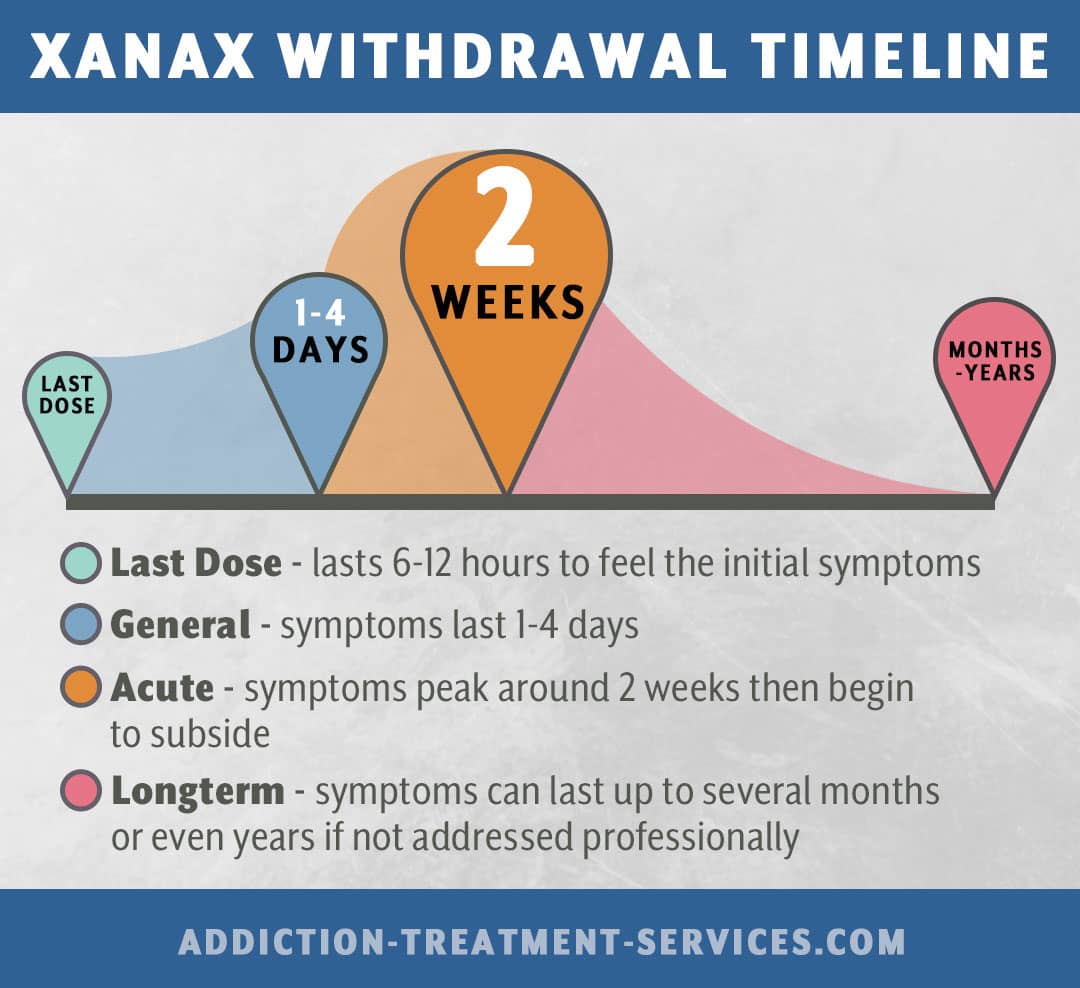 XANAX WITHDRAWAL TIMELINE
LAST
DOSE
1-4
DAYS
2
WEEKS
MONTHS
-YEARS
Last Dose - lasts 6-12 hours to feel the initial symptoms
General - symptoms last 1-4 days
Acute - symptoms peak around 2 weeks then begin
to subside
Longterm - symptoms can last up to several months
or even years if not addressed professionally
ADDICTION-TREATMENT-SERVICES.COM